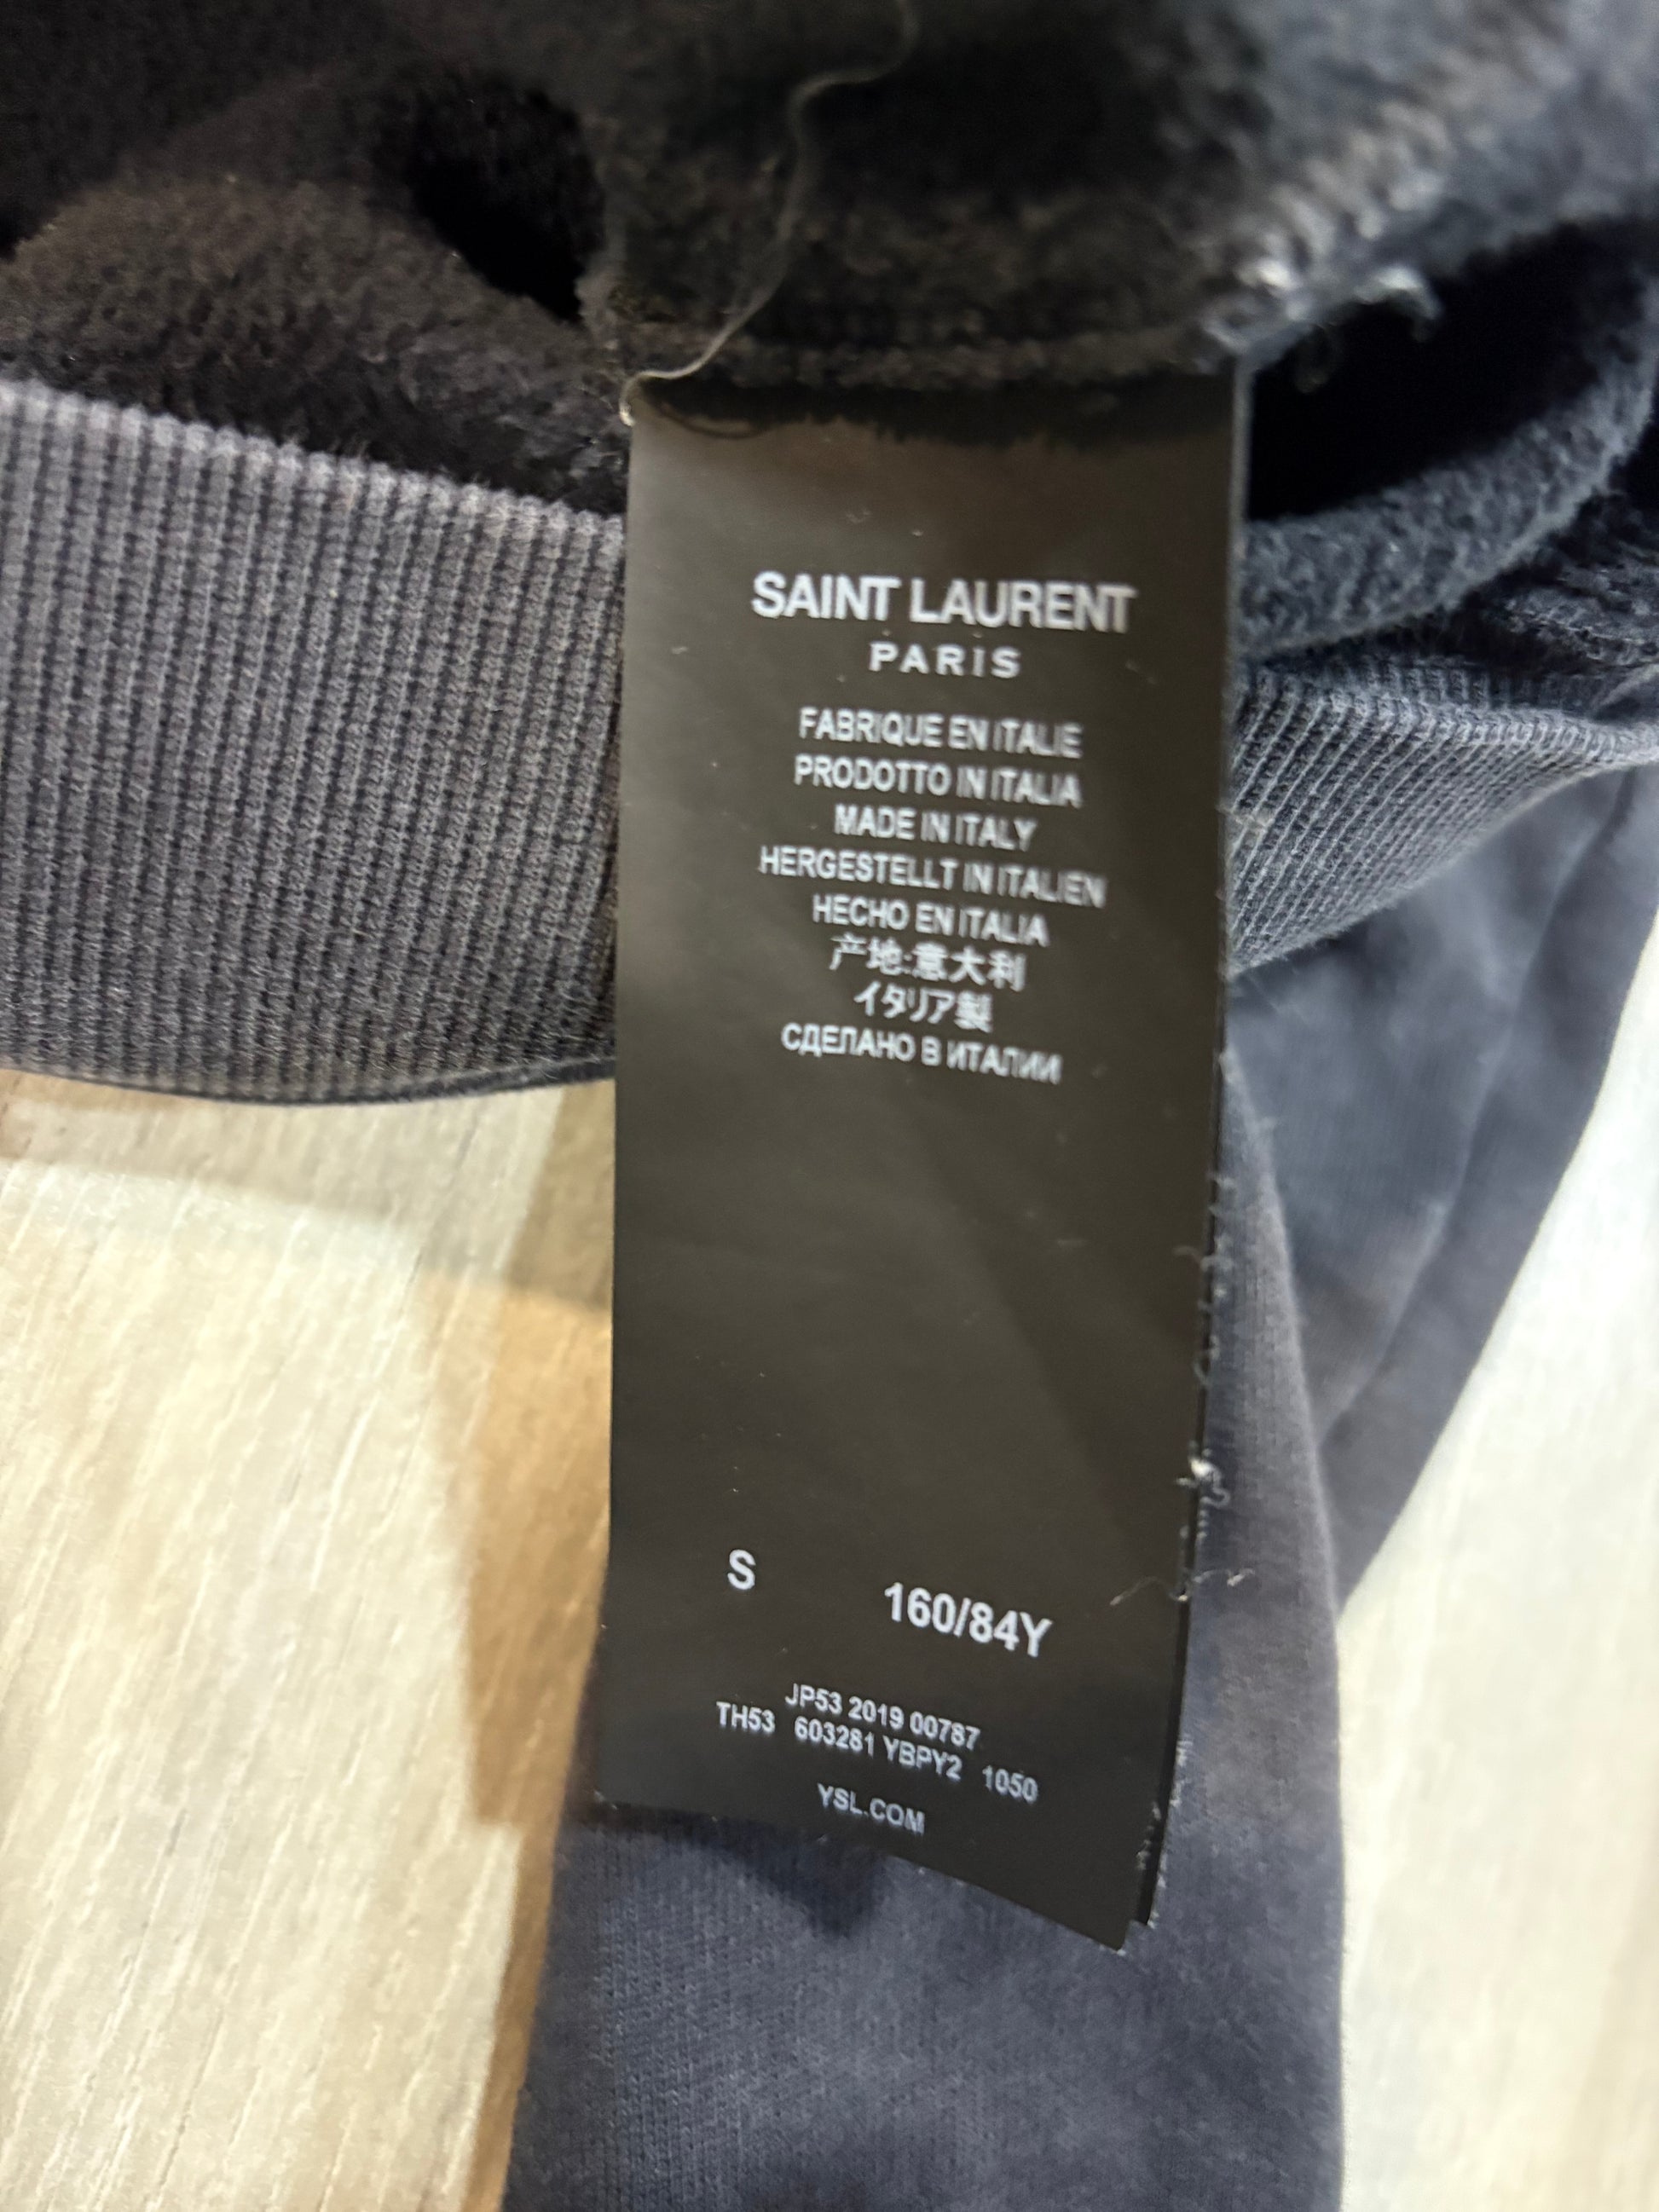 SAINT LAURENT
PARIS
FABRIQUE EN ITALIE
PRODOTTO IN ITALIA
MADE IN ITALY
HERGESTELLT IN ITALIEN
HECHO EN ITALIA
产地:意大利
イタリア製
СДЕЛАНО В ИТАЛИИ
S 160/84Y
JP53 2019 00787
TH53 603281 YBPY2 1050
YSL.COM